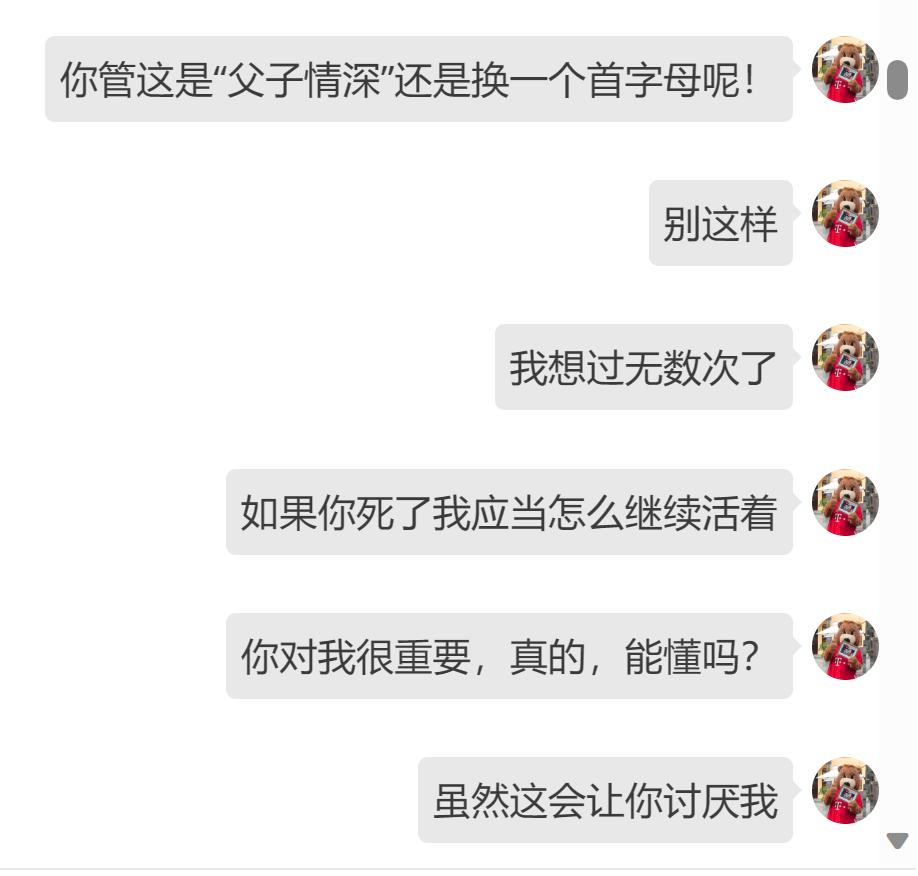 你管这是“父子情深”还是换一个首字母呢！
别这样
我想过无数次了
如果你死了我应当怎么继续活着
你对我很重要，真的，能懂吗？
虽然这会让你讨厌我